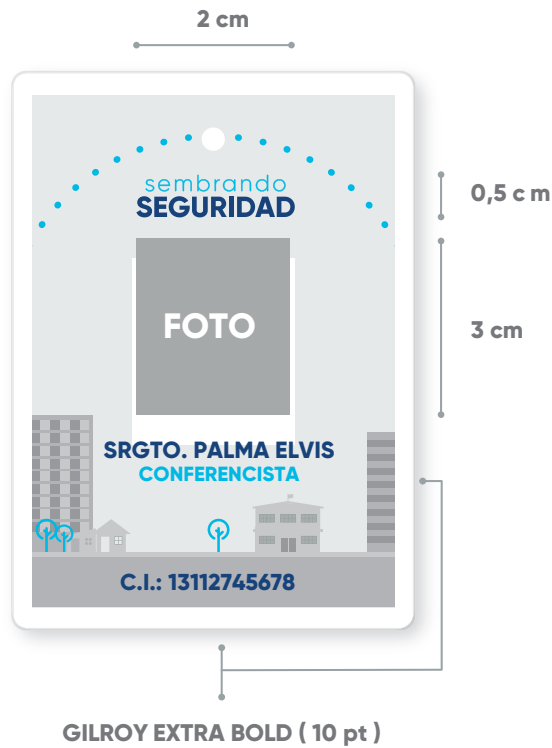 2 cm
sembrando
SEGURIDAD
0,5 c m
FOTO
3 cm
SRGTO. PALMA ELVIS
CONFERENCISTA
C.I.: 13112745678
GILROY EXTRA BOLD ( 10 pt )